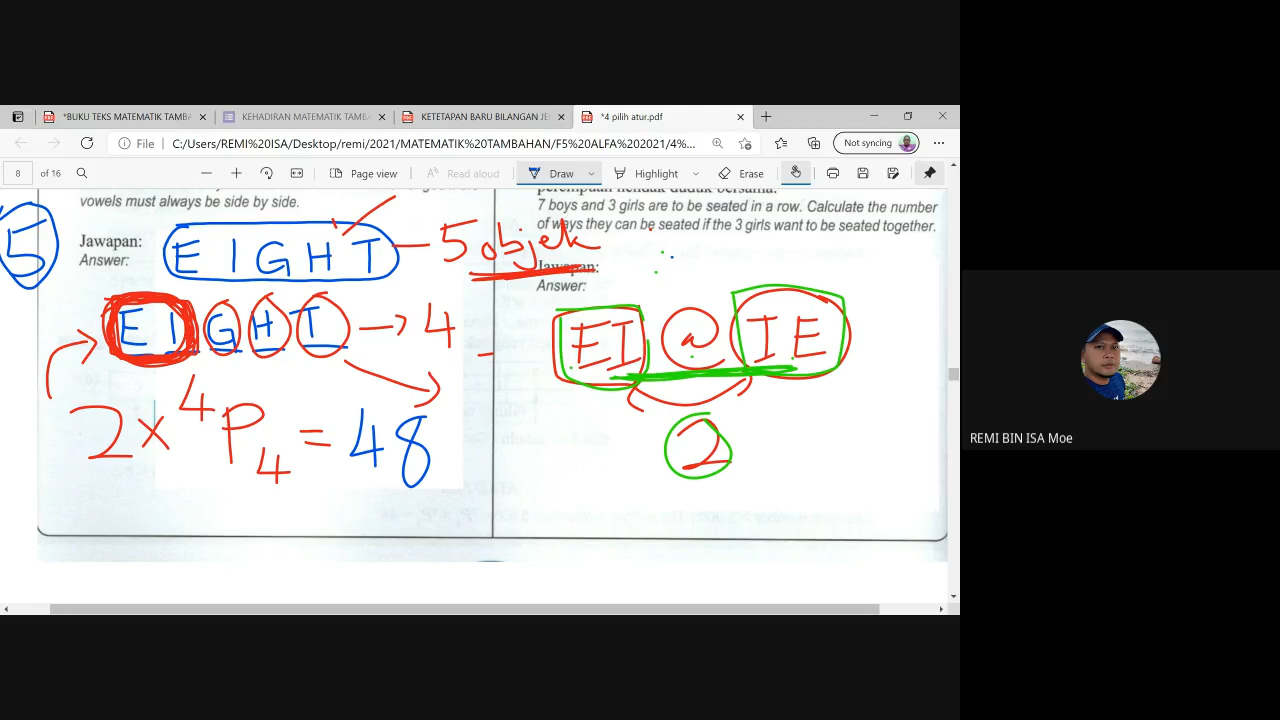 *BUKU TEKS MATEMATIK TAMBA
KEHADIRAN MATEMATIK TAMB
KETETAPAN BARU BILANGAN JE
*4 pilih atur.pdf
File C:/Users/REMI%20ISA/Desktop/remi/2021/MATEMATIK%20TAMBAHAN/F5%20ALFA%202021/4%...
Not syncing
8 of 16
Page view
Read aloud
Draw
Highlight
Erase
vowels must always be side by side.
5
Jawapan:
Answer:
E I G H T — 5 objek
E I G H T → 4
2 × ⁴P₄ = 48
perempuan hendak duduk bersama.
7 boys and 3 girls are to be seated in a row. Calculate the number
of ways they can be seated if the 3 girls want to be seated together.
Jawapan:
Answer:
EI @ IE
2
REMI BIN ISA Moe